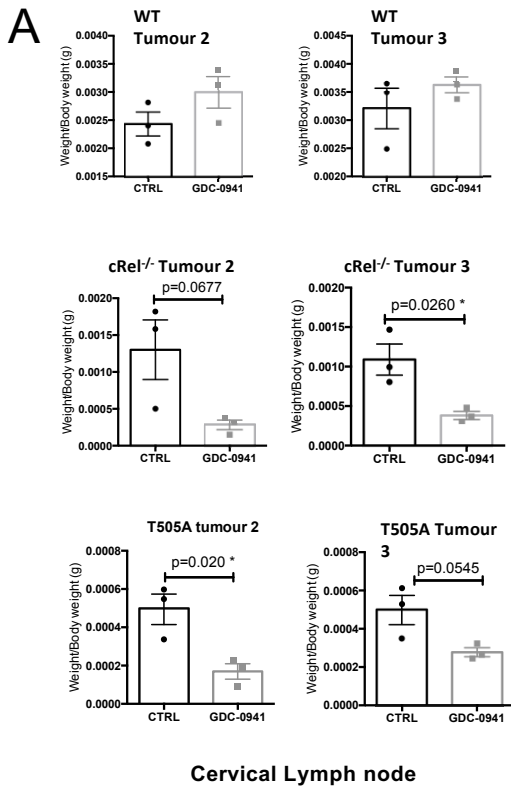 A
WT
Tumour 2
Weight/Body weight (g)
0.0040
0.0035
0.0030
0.0025
0.0020
0.0015
CTRL
GDC-0941
WT
Tumour 3
Weight/Body weight (g)
0.0045
0.0040
0.0035
0.0030
0.0025
0.0020
CTRL
GDC-0941
cRel-/- Tumour 2
p=0.0677
Weight/Body weight (g)
0.0020
0.0015
0.0010
0.0005
0.0000
CTRL
GDC-0941
cRel-/- Tumour 3
p=0.0260 *
Weight/Body weight (g)
0.0020
0.0015
0.0010
0.0005
0.0000
CTRL
GDC-0941
T505A tumour 2
p=0.020 *
Weight/Body weight (g)
0.0008
0.0006
0.0004
0.0002
0.0000
CTRL
GDC-0941
T505A Tumour
3
p=0.0545
Weight/Body weight (g)
0.0008
0.0006
0.0004
0.0002
0.0000
CTRL
GDC-0941
Cervical Lymph node